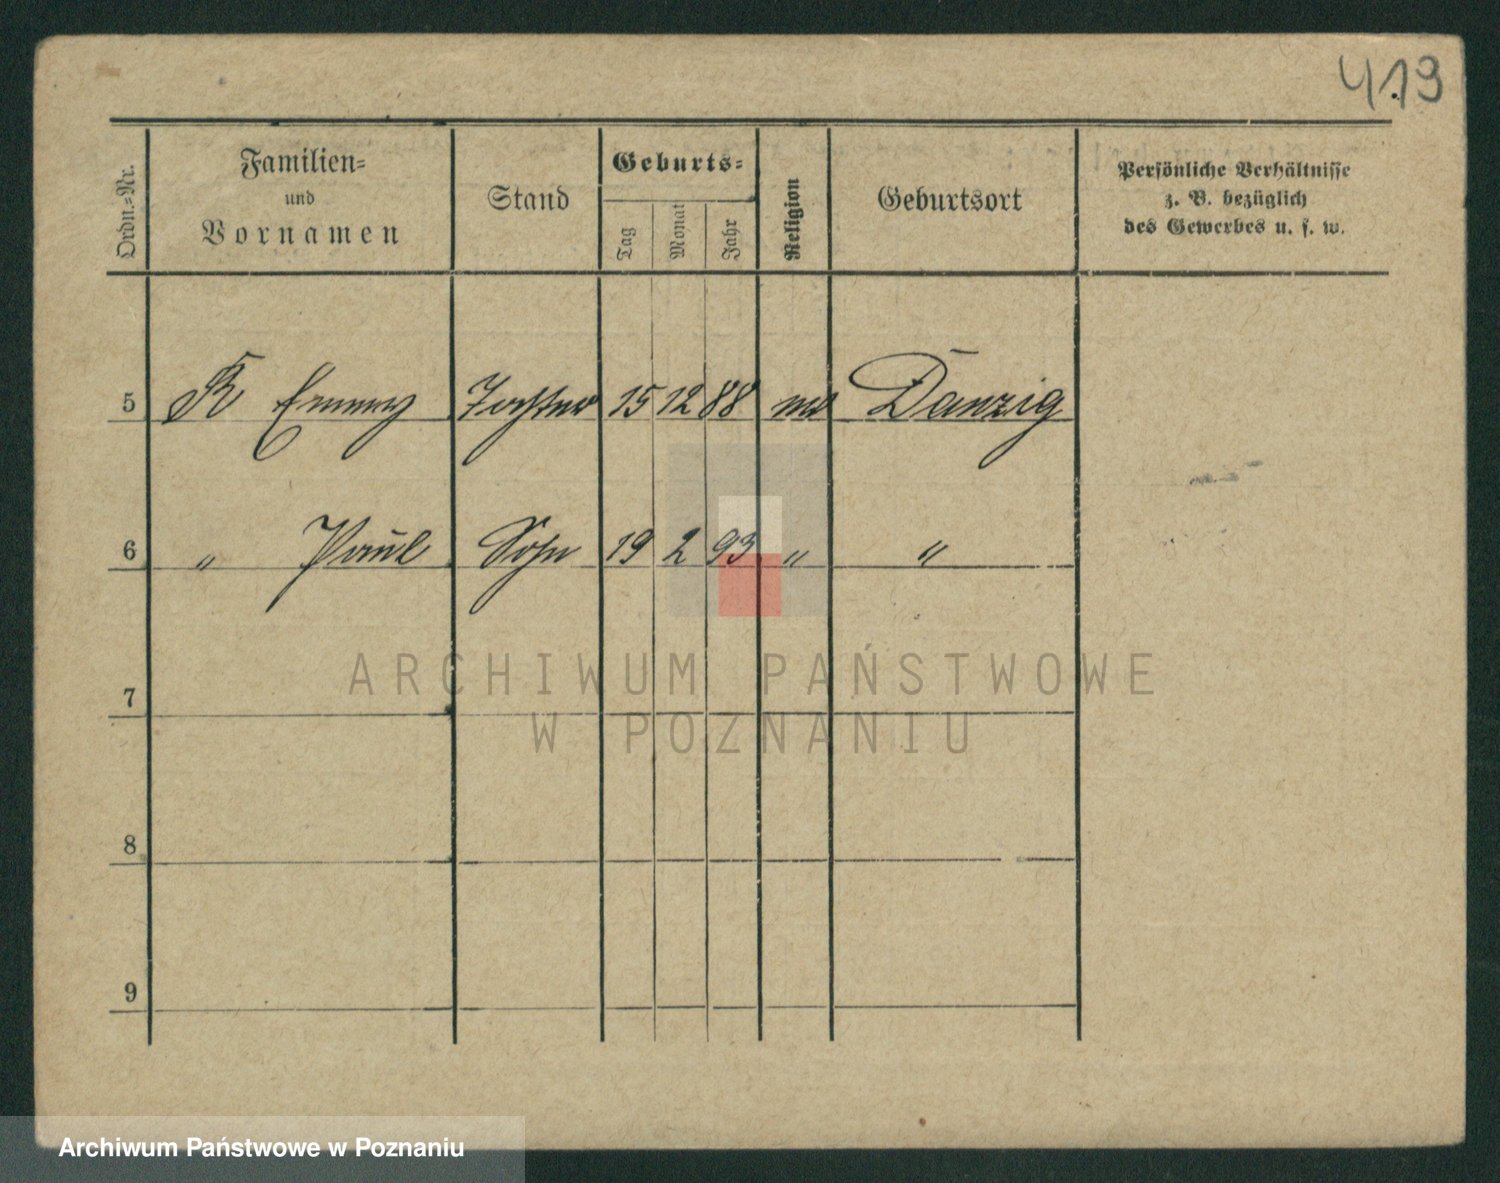 419
Ordn.-Nr.
Familien-
und
Vornamen
Stand
Geburts-
Tag
Monat
Jahr
Religion
Geburtsort
Persönliche Verhältnisse
z. B. bezüglich
des Gewerbes u. s. w.
5 K Emmy Tochter 15 12 88 Danzig
6 " Paul Sohn 19 2 93 " "
7
8
9
ARCHIWUM PAŃSTWOWE
W POZNANIU
Archiwum Państwowe w Poznaniu